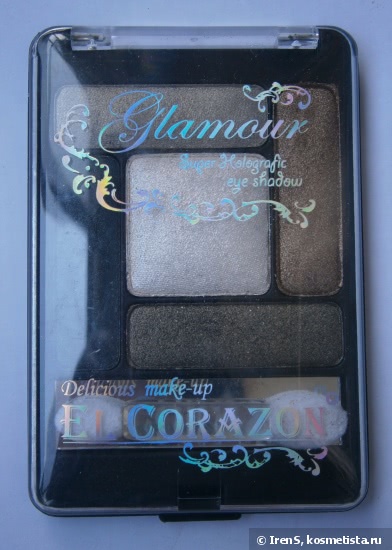 Glamour
Super Holografic
eye shadow
Delicious make-up
EL CORAZON
© IrenS, kosmetista.ru